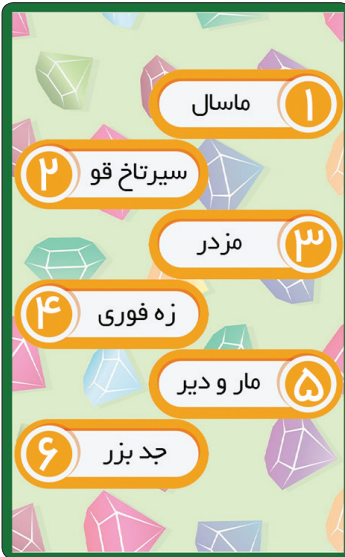 ۱ ماسال
۲ سیرتاخ قو
۳ مزدر
۴ زه فوری
۵ مار و دیر
۶ جد بزر